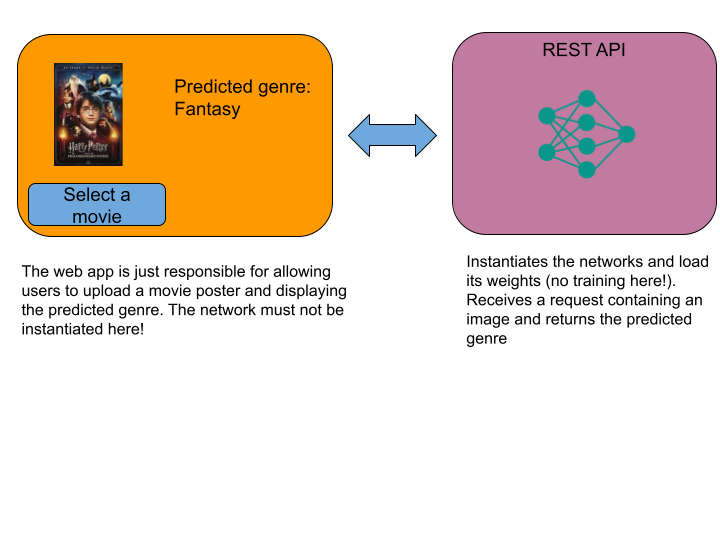 REST API
Predicted genre:
Fantasy
Harry Potter
Select a
movie
The web app is just responsible for allowing
users to upload a movie poster and displaying
the predicted genre. The network must not be
instantiated here!
Instantiates the networks and load
its weights (no training here!).
Receives a request containing an
image and returns the predicted
genre